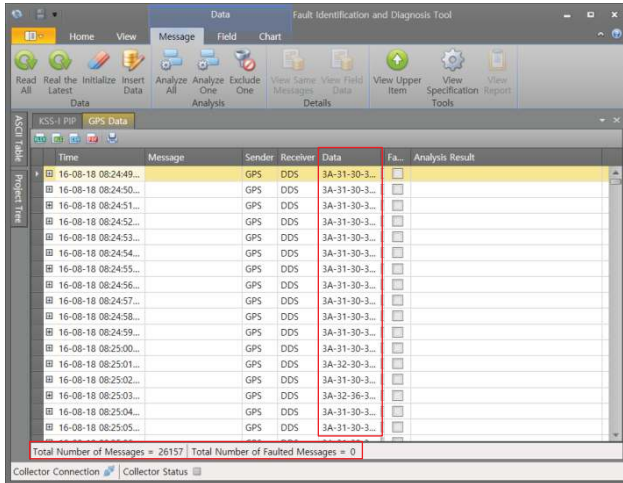 Data Fault Identification and Diagnosis Tool
Home View Message Field Chart
Read All
Real the Latest
Initialize
Insert Data
Analyze All
Analyze One
Exclude One
View Same Messages
View Field Data
View Upper Item
View Specification
View Report
Data Analysis Details Tools
ASCII Table
Project Tree
KSS-I PIP GPS Data
Time Message Sender Receiver Data Fa... Analysis Result
16-08-18 08:24:49... GPS DDS 3A-31-30-3...
16-08-18 08:24:50... GPS DDS 3A-31-30-3...
16-08-18 08:24:51... GPS DDS 3A-31-30-3...
16-08-18 08:24:52... GPS DDS 3A-31-30-3...
16-08-18 08:24:53... GPS DDS 3A-31-30-3...
16-08-18 08:24:54... GPS DDS 3A-31-30-3...
16-08-18 08:24:55... GPS DDS 3A-31-30-3...
16-08-18 08:24:56... GPS DDS 3A-31-30-3...
16-08-18 08:24:57... GPS DDS 3A-31-30-3...
16-08-18 08:24:58... GPS DDS 3A-31-30-3...
16-08-18 08:24:59... GPS DDS 3A-31-30-3...
16-08-18 08:25:00... GPS DDS 3A-31-30-3...
16-08-18 08:25:01... GPS DDS 3A-32-30-3...
16-08-18 08:25:02... GPS DDS 3A-31-30-3...
16-08-18 08:25:03... GPS DDS 3A-32-36-3...
16-08-18 08:25:04... GPS DDS 3A-31-30-3...
16-08-18 08:25:05... GPS DDS 3A-31-30-3...
Total Number of Messages = 26157 Total Number of Faulted Messages = 0
Collector Connection Collector Status